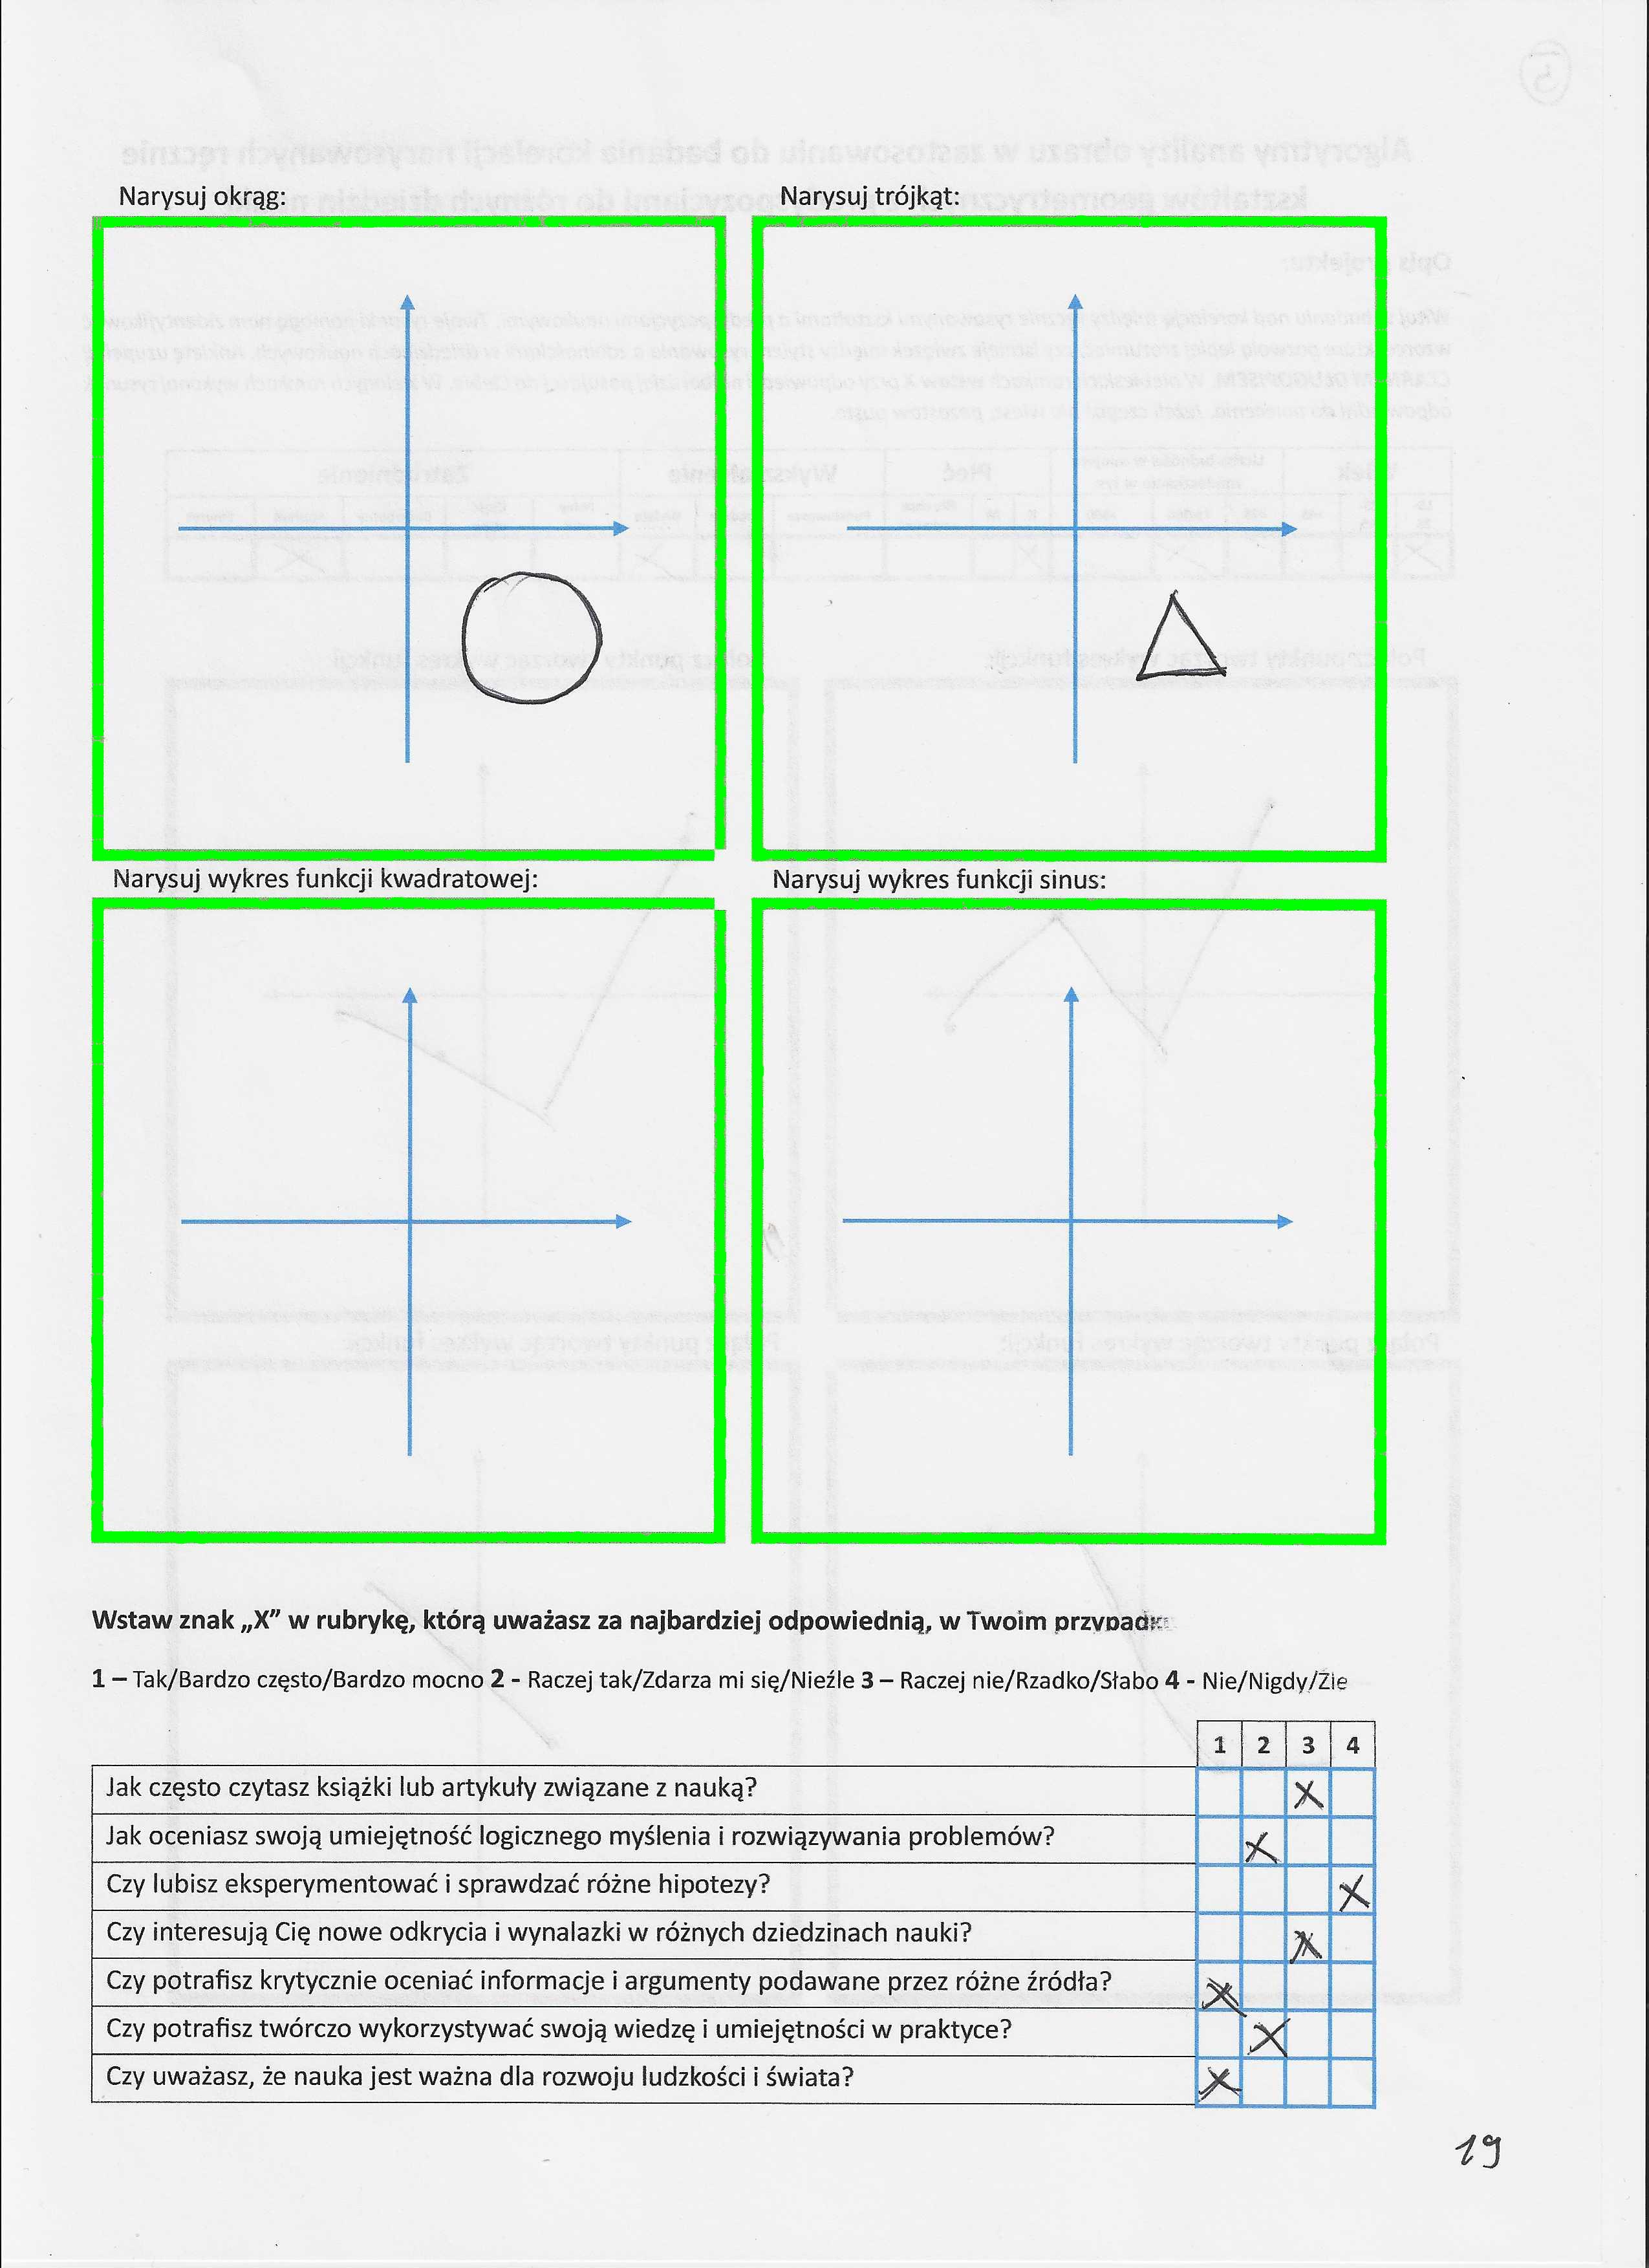 Narysuj okrąg:
Narysuj trójkąt:
Narysuj wykres funkcji kwadratowej:
Narysuj wykres funkcji sinus:
Wstaw znak „X” w rubrykę, którą uważasz za najbardziej odpowiednią, w Twoim przypadku
1 – Tak/Bardzo często/Bardzo mocno 2 - Raczej tak/Zdarza mi się/Nieźle 3 – Raczej nie/Rzadko/Słabo 4 - Nie/Nigdy/Źle
1 2 3 4
Jak często czytasz książki lub artykuły związane z nauką? X
Jak oceniasz swoją umiejętność logicznego myślenia i rozwiązywania problemów? X
Czy lubisz eksperymentować i sprawdzać różne hipotezy? X
Czy interesują Cię nowe odkrycia i wynalazki w różnych dziedzinach nauki? X
Czy potrafisz krytycznie oceniać informacje i argumenty podawane przez różne źródła? X
Czy potrafisz twórczo wykorzystywać swoją wiedzę i umiejętności w praktyce? X
Czy uważasz, że nauka jest ważna dla rozwoju ludzkości i świata? X
19